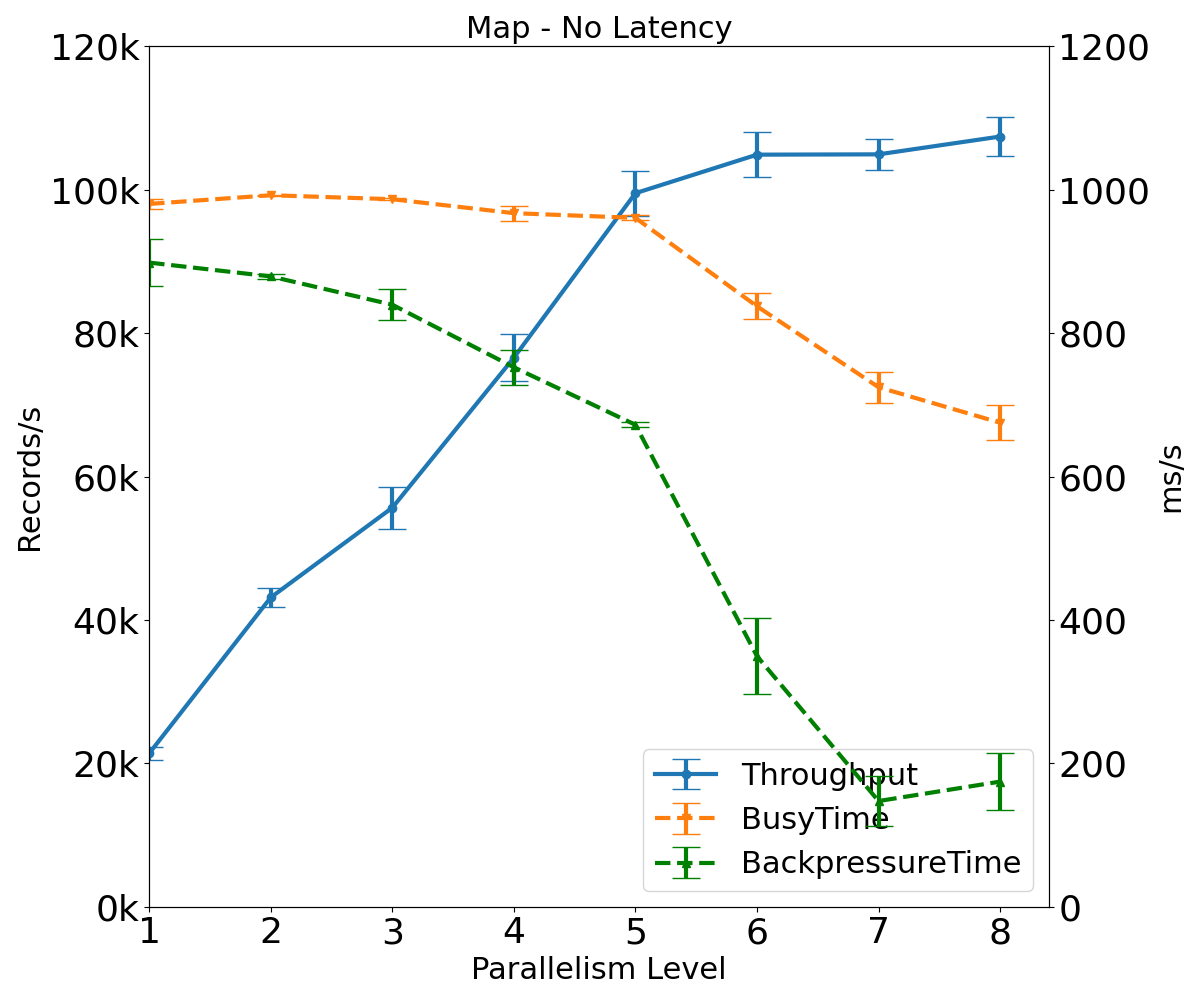 Map - No Latency
120k
100k
80k
60k
40k
20k
0k
Records/s
1200
1000
800
600
400
200
0
ms/s
Throughput
BusyTime
BackpressureTime
1 2 3 4 5 6 7 8
Parallelism Level